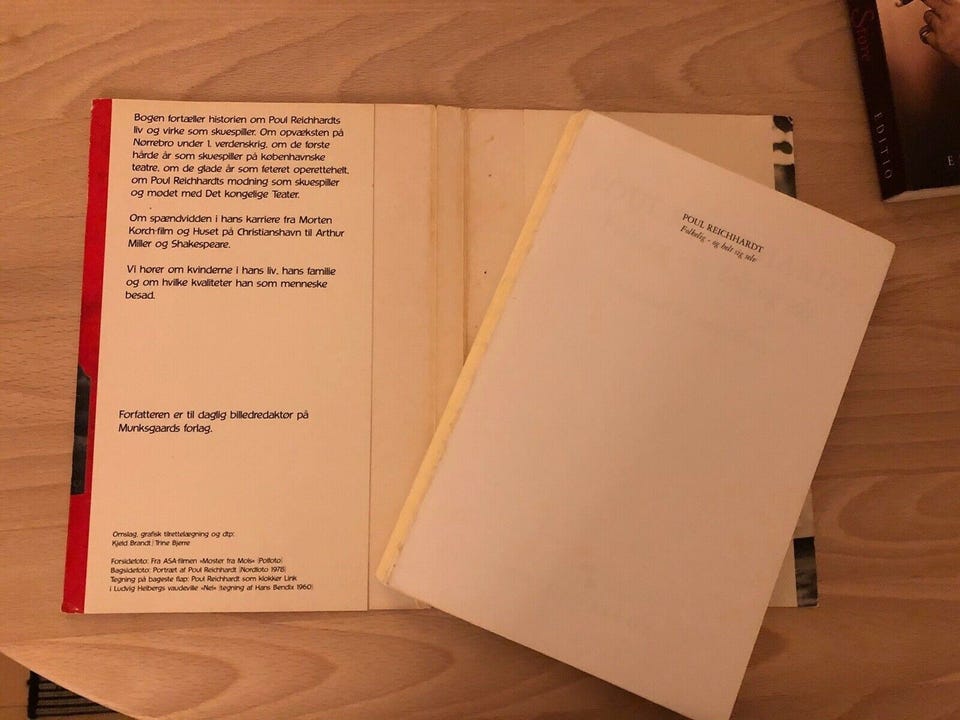 Bogen fortæller historien om Poul Reichhardts
liv og virke som skuespiller. Om opvæksten på
Nørrebro under 1. verdenskrig, om de første
hårde år som skuespiller på københavnske
teatre, om de glade år som feteret operettehelt,
om Poul Reichhardts modning som skuespiller
og mødet med Det kongelige Teater.
Om spændvidden i hans karriere fra Morten
Korch-film og Huset på Christianshavn til Arthur
Miller og Shakespeare.
Vi hører om kvinderne i hans liv, hans familie
og om hvilke kvaliteter han som menneske
besad.
Forfatteren er til daglig billedredaktør på
Munksgaards forlag.
Omslag, grafisk tilrettelægning og dtp:
Kjeld Brandt/Trine Bjerre
Forsidefoto: Fra ASA-filmen »Moster fra Mols« (Polfoto)
Bagsidefoto: Portræt af Poul Reichhardt (Nordfoto 1978)
Tegning på bageste flap: Poul Reichhardt som klokker Link
i Ludvig Heibergs vaudeville »Nei« (tegning af Hans Bendix 1960)
POUL REICHHARDT
Folkelig - og helt sig selv
Store
EDITIO
E